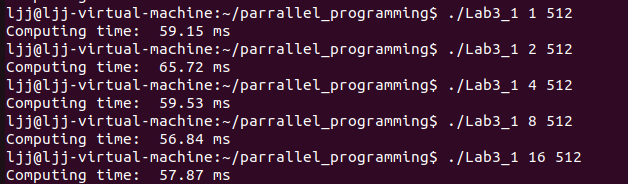 ljj@ljj-virtual-machine:~/parrallel_programming$ ./Lab3_1 1 512
Computing time:  59.15 ms
ljj@ljj-virtual-machine:~/parrallel_programming$ ./Lab3_1 2 512
Computing time:  65.72 ms
ljj@ljj-virtual-machine:~/parrallel_programming$ ./Lab3_1 4 512
Computing time:  59.53 ms
ljj@ljj-virtual-machine:~/parrallel_programming$ ./Lab3_1 8 512
Computing time:  56.84 ms
ljj@ljj-virtual-machine:~/parrallel_programming$ ./Lab3_1 16 512
Computing time:  57.87 ms